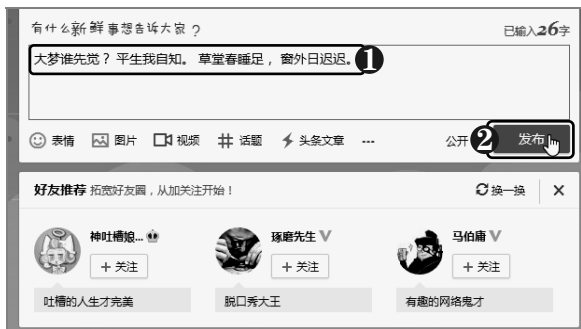 有什么新鲜事想告诉大家?
已输入26字
大梦谁先觉?平生我自知。草堂春睡足,窗外日迟迟。
1
表情 图片 视频 话题 头条文章 ... 公开 2 发布
好友推荐 拓宽好友圈,从加关注开始! 换一换 ×
神吐槽娘... 琢磨先生 V 马伯庸 V
+关注 +关注 +关注
吐槽的人生才完美 脱口秀大王 有趣的网络鬼才